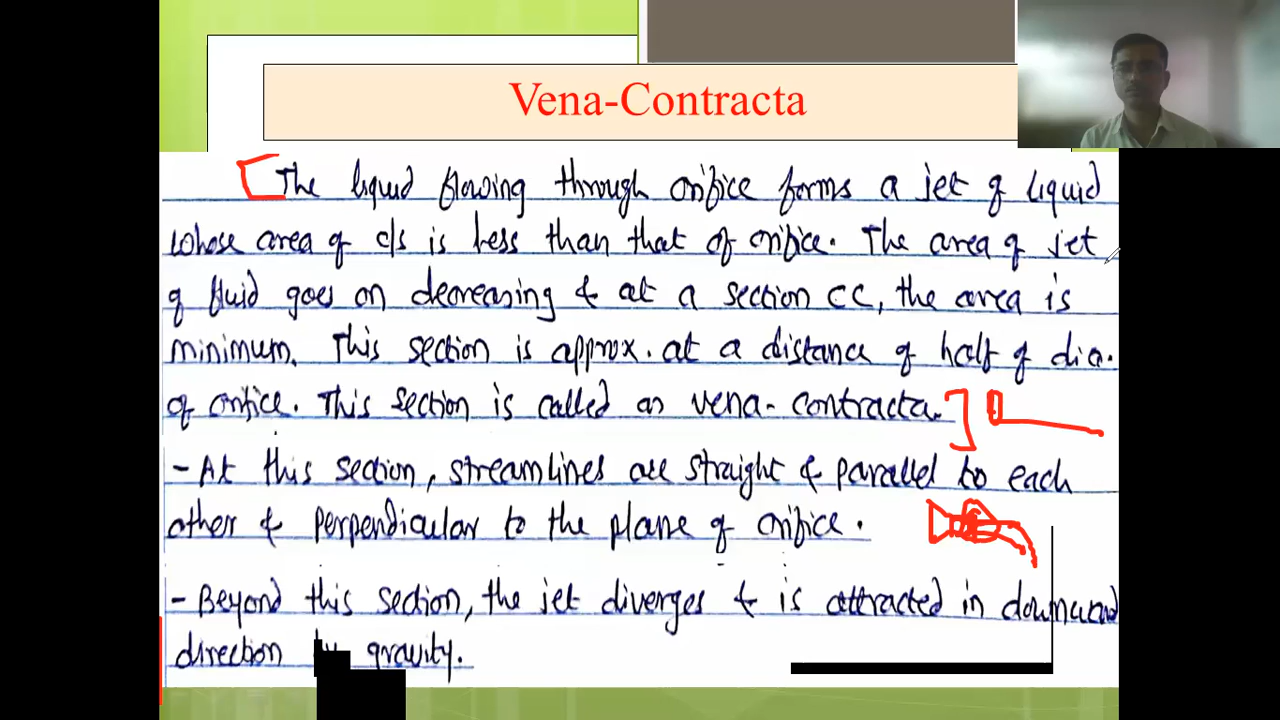 Vena-Contracta
The liquid flowing through orifice forms a jet of liquid
whose area of c/s is less than that of orifice. The area of jet
of fluid goes on decreasing & at a section CC, the area is
minimum. This section is approx. at a distance of half of dia.
of orifice. This section is called as vena-contracta.
- At this section, streamlines are straight & parallel to each
other & perpendicular to the plane of orifice.
- Beyond this section, the jet diverges & is attracted in downward
direction by gravity.